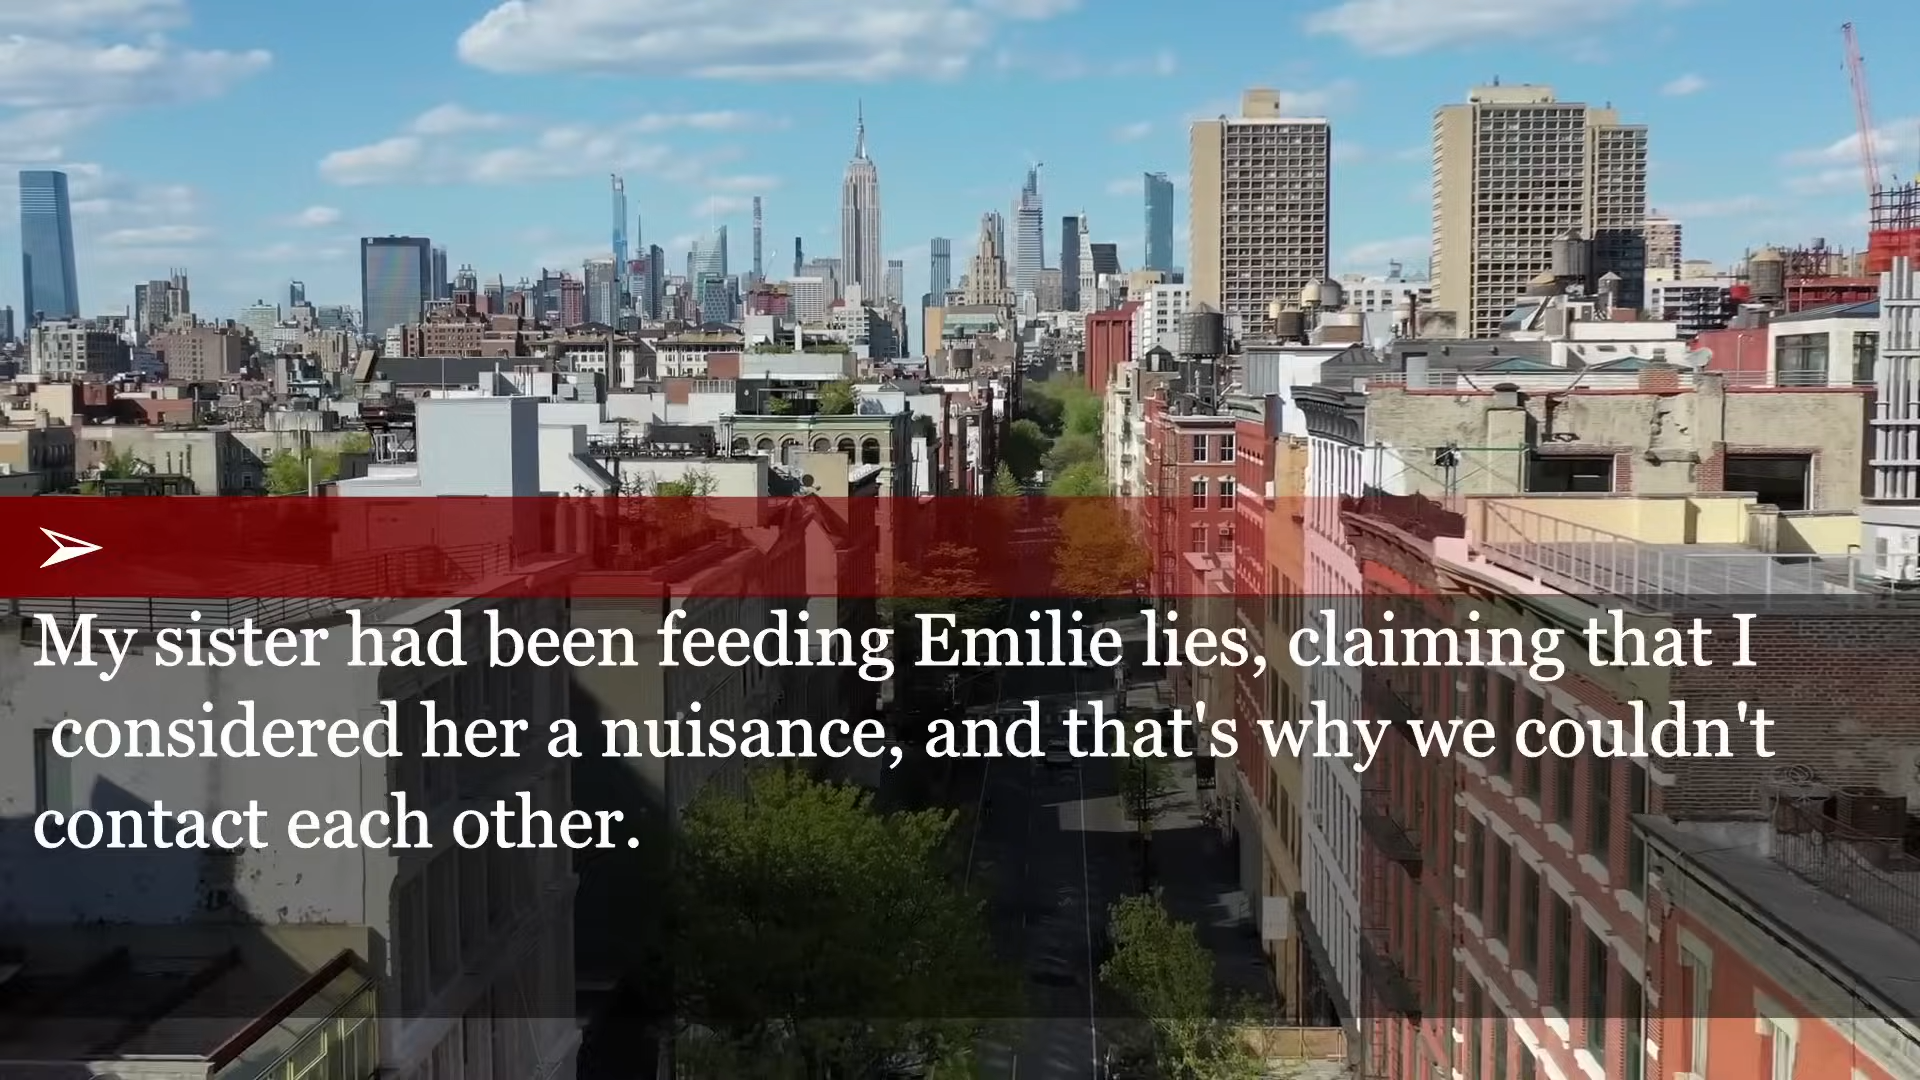 My sister had been feeding Emilie lies, claiming that I
considered her a nuisance, and that's why we couldn't
contact each other.